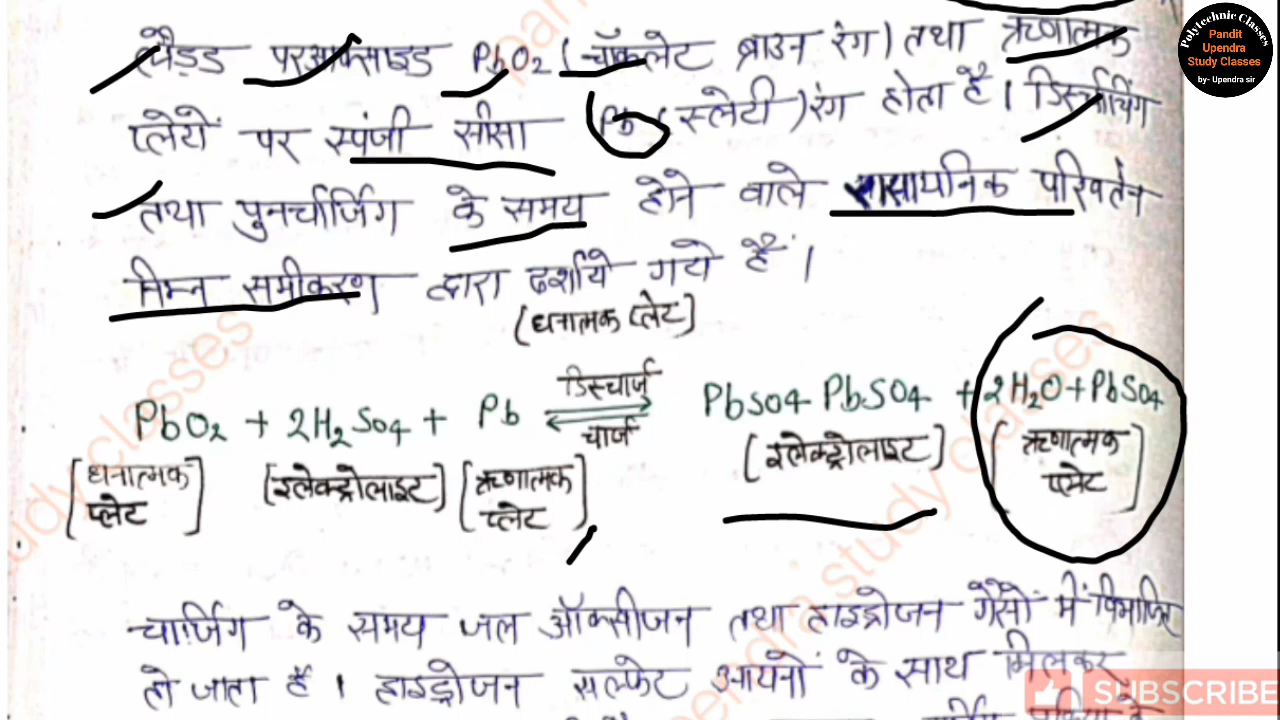 लैड परऑक्साइड PbO₂ (चॉकलेट ब्राउन रंग) तथा ऋणात्मक
प्लेटों पर स्पंजी सीसा Pb (स्लेटी) रंग होता है। डिस्चार्जिंग
तथा पुनर्चार्जिंग के समय होने वाले रासायनिक परिवर्तन
निम्न समीकरण द्वारा दर्शाये गये हैं।
(धनात्मक प्लेट)
PbO₂ + 2H₂SO₄ + Pb डिस्चार्ज चार्ज PbSO4 PbSO4 + 2H₂O + PbSO4
[धनात्मक प्लेट] [इलेक्ट्रोलाइट] [ऋणात्मक प्लेट] (इलेक्ट्रोलाइट] [ऋणात्मक प्लेट]
चार्जिंग के समय जल ऑक्सीजन तथा हाइड्रोजन गैसों में
हो जाता है। हाइड्रोजन सल्फेट आयनों के साथ मिलकर
Polytechnic Classes
Pandit
Upendra
Study Classes
by- Upendra sir
SUBSCRIBE
study classes